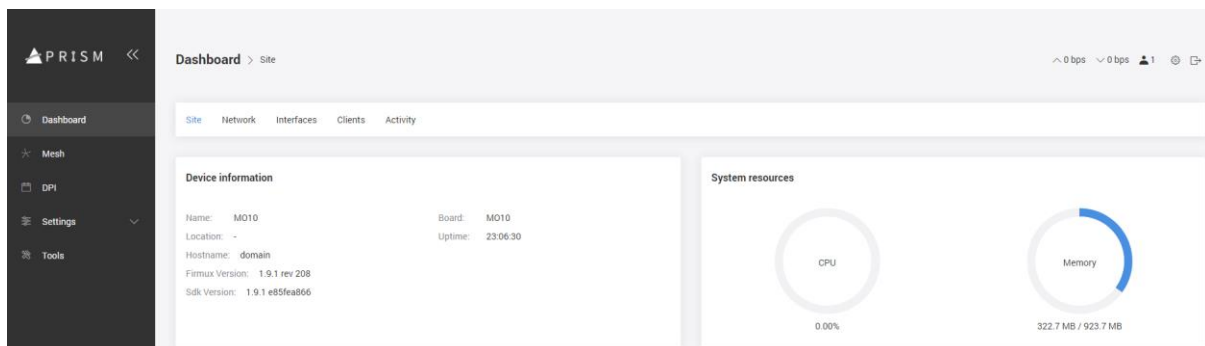 PRISM
Dashboard > Site
0 bps 0 bps 1
Dashboard
Mesh
DPI
Settings
Tools
Site Network Interfaces Clients Activity
Device information
Name: MO10
Location: -
Hostname: domain
Firmux Version: 1.9.1 rev 208
Sdk Version: 1.9.1 e85fea866
Board: MO10
Uptime: 23:06:30
System resources
CPU
0.00%
Memory
322.7 MB / 923.7 MB